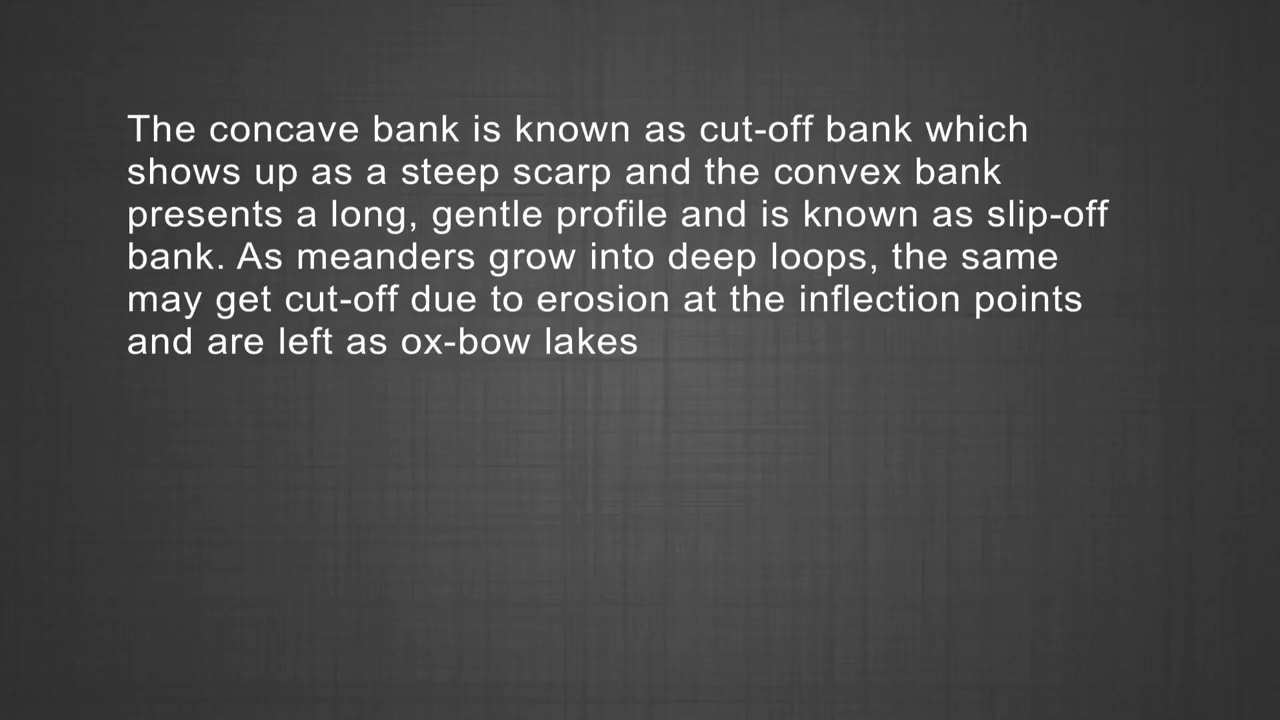 The concave bank is known as cut-off bank which
shows up as a steep scarp and the convex bank
presents a long, gentle profile and is known as slip-off
bank. As meanders grow into deep loops, the same
may get cut-off due to erosion at the inflection points
and are left as ox-bow lakes